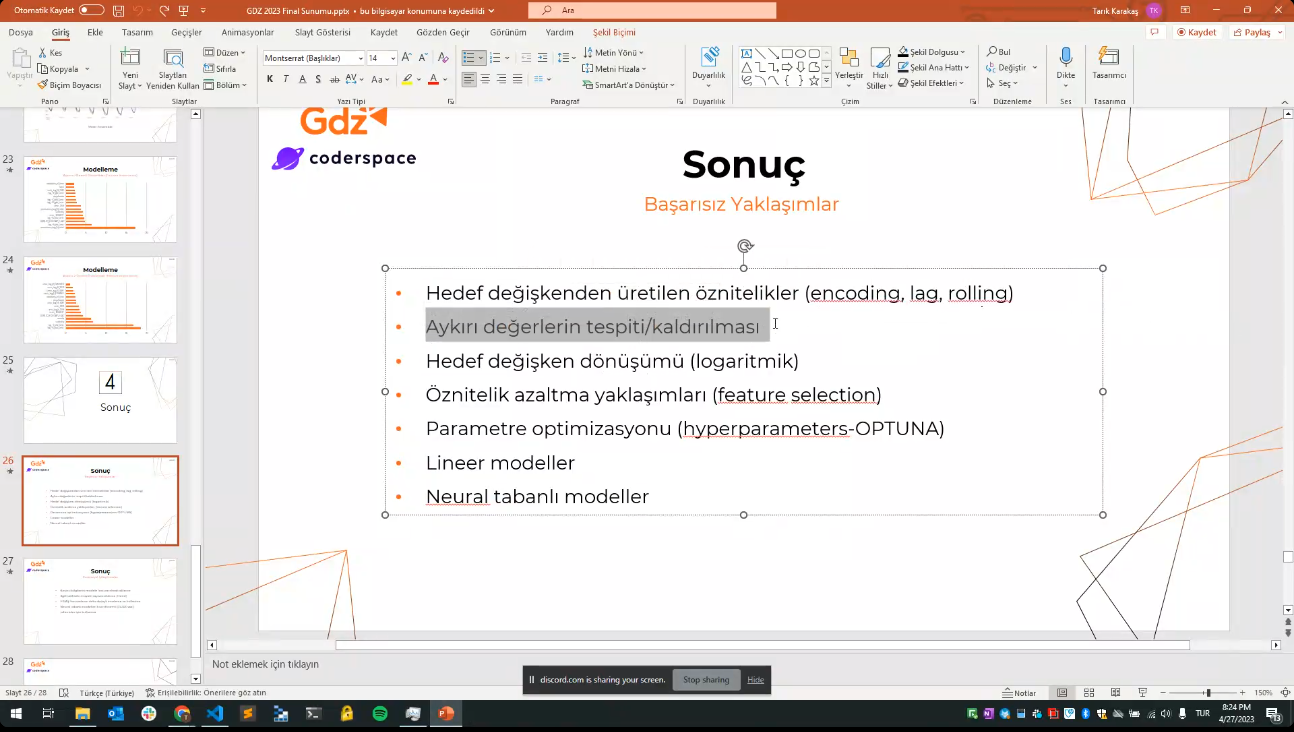 Otomatik Kaydet
GDZ 2023 Final Sunumu.pptx • bu bilgisayar konumuna kaydedildi
Ara
Tarık Karakaş
TK
Dosya Giriş Ekle Tasarım Geçişler Animasyonlar Slayt Gösterisi Kaydet Gözden Geçir Görünüm Yardım Şekil Biçimi
Kaydet
Paylaş
Yapıştır
Kes
Kopyala
Biçim Boyacısı
Pano
Yeni
Slayt
Slaytları
Yeniden Kullan
Düzen
Sıfırla
Bölüm
Slaytlar
Montserrat (Başlıklar)
14
K T A S ab AV Aa
Yazı Tipi
Metin Yönü
Metni Hizala
SmartArt'a Dönüştür
Paragraf
Duyarlılık
Duyarlılık
Yerleştir
Hızlı
Stiller
Şekil Dolgusu
Şekil Ana Hattı
Şekil Efektleri
Çizim
Bul
Değiştir
Seç
Düzenleme
Dikte
Ses
Tasarımcı
Tasarımcı
23
Modelleme
24
Modelleme
25
4
Sonuç
26
Sonuç
27
Sonuç
28
Gdz
coderspace
Sonuç
Başarısız Yaklaşımlar
• Hedef değişkenden üretilen öznitelikler (encoding, lag, rolling)
• Aykırı değerlerin tespiti/kaldırılması
• Hedef değişken dönüşümü (logaritmik)
• Öznitelik azaltma yaklaşımları (feature selection)
• Parametre optimizasyonu (hyperparameters-OPTUNA)
• Lineer modeller
• Neural tabanlı modeller
Not eklemek için tıklayın
discord.com is sharing your screen.
Stop sharing
Hide
Slayt 26 / 28
Türkçe (Türkiye)
Erişilebilirlik: Önerilere göz atın
Notlar
150%
TUR
8:24 PM
4/27/2023
13